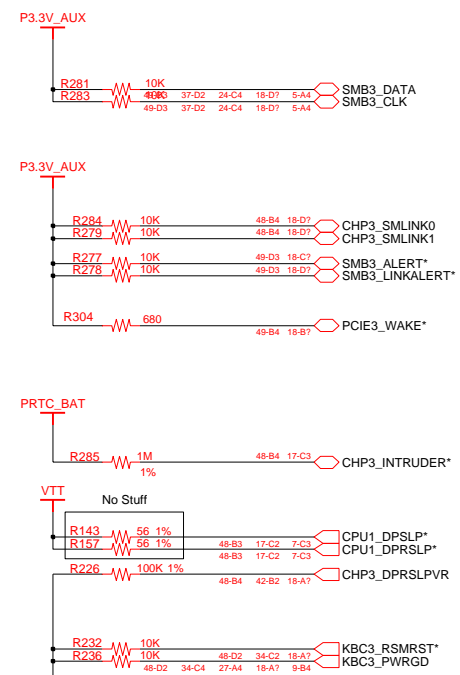 P3.3V_AUX
R281 10K SMB3_DATA
49-D3 37-D2 24-C4 18-D? 5-A4
R283 10K SMB3_CLK
49-D3 37-D2 24-C4 18-D? 5-A4
P3.3V_AUX
R284 10K 48-B4 18-D? CHP3_SMLINK0
R279 10K 48-B4 18-D? CHP3_SMLINK1
R277 10K 49-D3 18-C? SMB3_ALERT*
R278 10K 49-D3 18-D? SMB3_LINKALERT*
R304 680 PCIE3_WAKE*
49-B4 18-B?
PRTC_BAT
R285 1M 48-B4 17-C3 CHP3_INTRUDER*
1%
VTT
No Stuff
R143 56 1% CPU1_DPSLP*
48-B3 17-C2 7-C3
R157 56 1% CPU1_DPRSLP*
48-B3 17-C2 7-C3
R226 100K 1% CHP3_DPRSLPVR
48-B4 42-B2 18-A?
R232 10K KBC3_RSMRST*
48-D2 34-C2 18-A?
R236 10K KBC3_PWRGD
48-D2 34-C4 27-A4 18-A? 9-B4